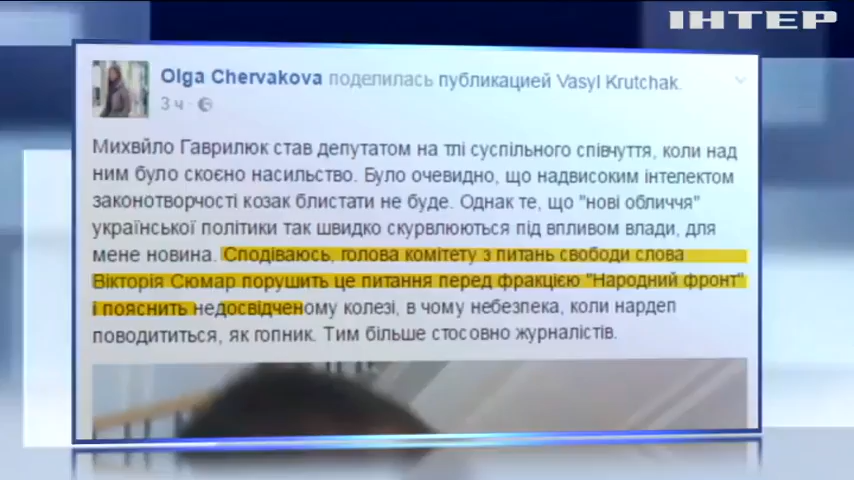 ІНТЕР
Olga Chervakova поделилась публикацией Vasyl Krutchak.
3 ч ·
Михвйло Гаврилюк став депутатом на тлі суспільного співчуття, коли над
ним було скоєно насильство. Було очевидно, що надвисоким інтелектом
законотворчості козак блистати не буде. Однак те, що "нові обличчя"
української політики так швидко скурвлюються під впливом влади, для
мене новина. Сподіваюсь, голова комітету з питань свободи слова
Вікторія Сюмар порушить це питання перед фракцією "Народний фронт"
і пояснить недосвідченому колезі, в чому небезпека, коли нардеп
поводититься, як гопник. Тим більше стосовно журналістів.